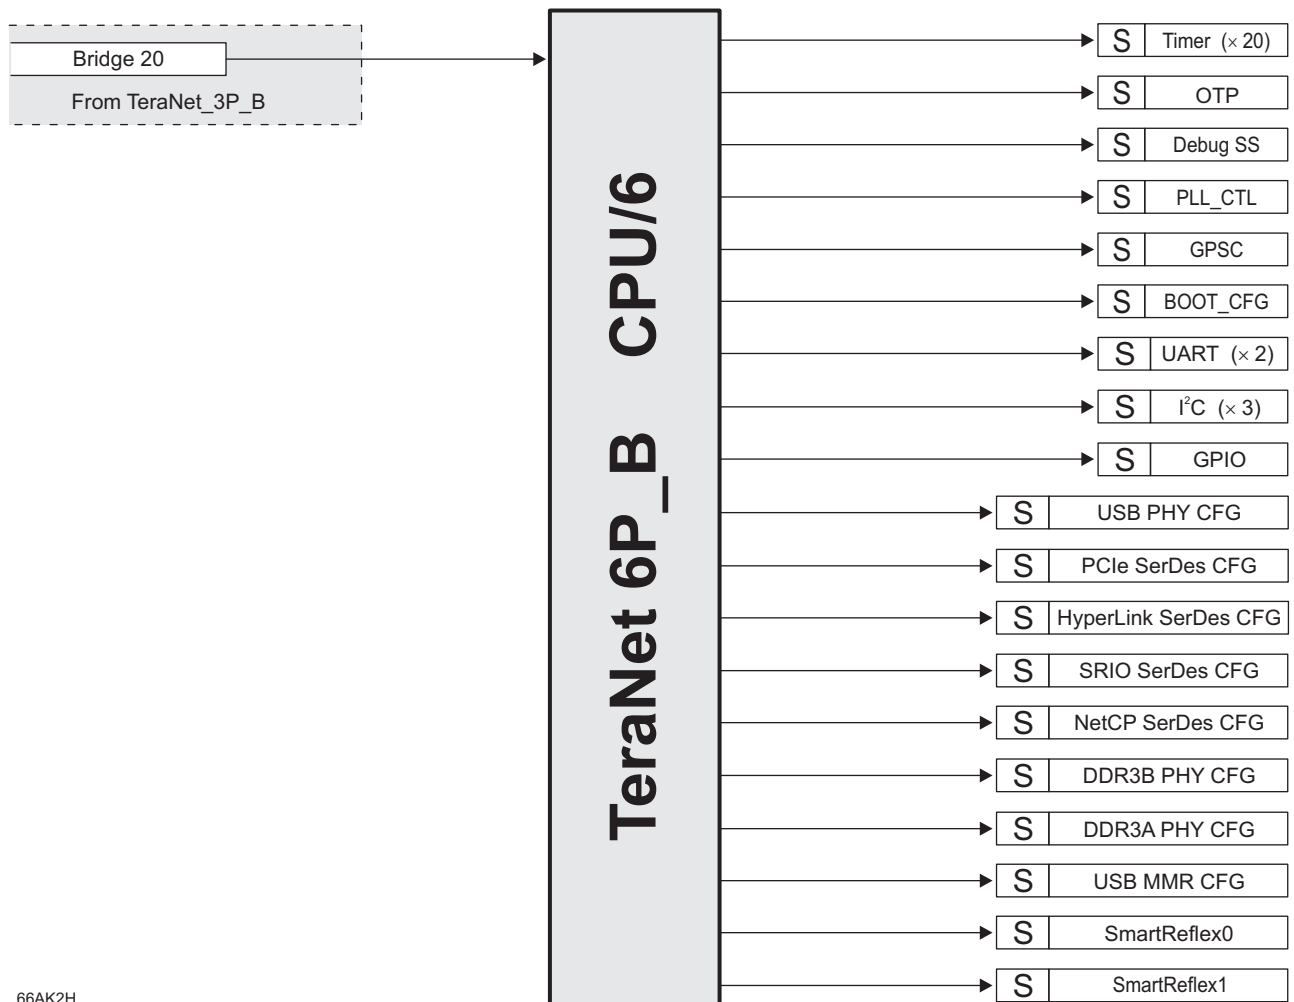 Bridge 20
From TeraNet_3P_B
TeraNet 6P_B CPU/6
S Timer (× 20)
S OTP
S Debug SS
S PLL_CTL
S GPSC
S BOOT_CFG
S UART (× 2)
S I²C (× 3)
S GPIO
S USB PHY CFG
S PCIe SerDes CFG
S HyperLink SerDes CFG
S SRIO SerDes CFG
S NetCP SerDes CFG
S DDR3B PHY CFG
S DDR3A PHY CFG
S USB MMR CFG
S SmartReflex0
S SmartReflex1
66AK2H